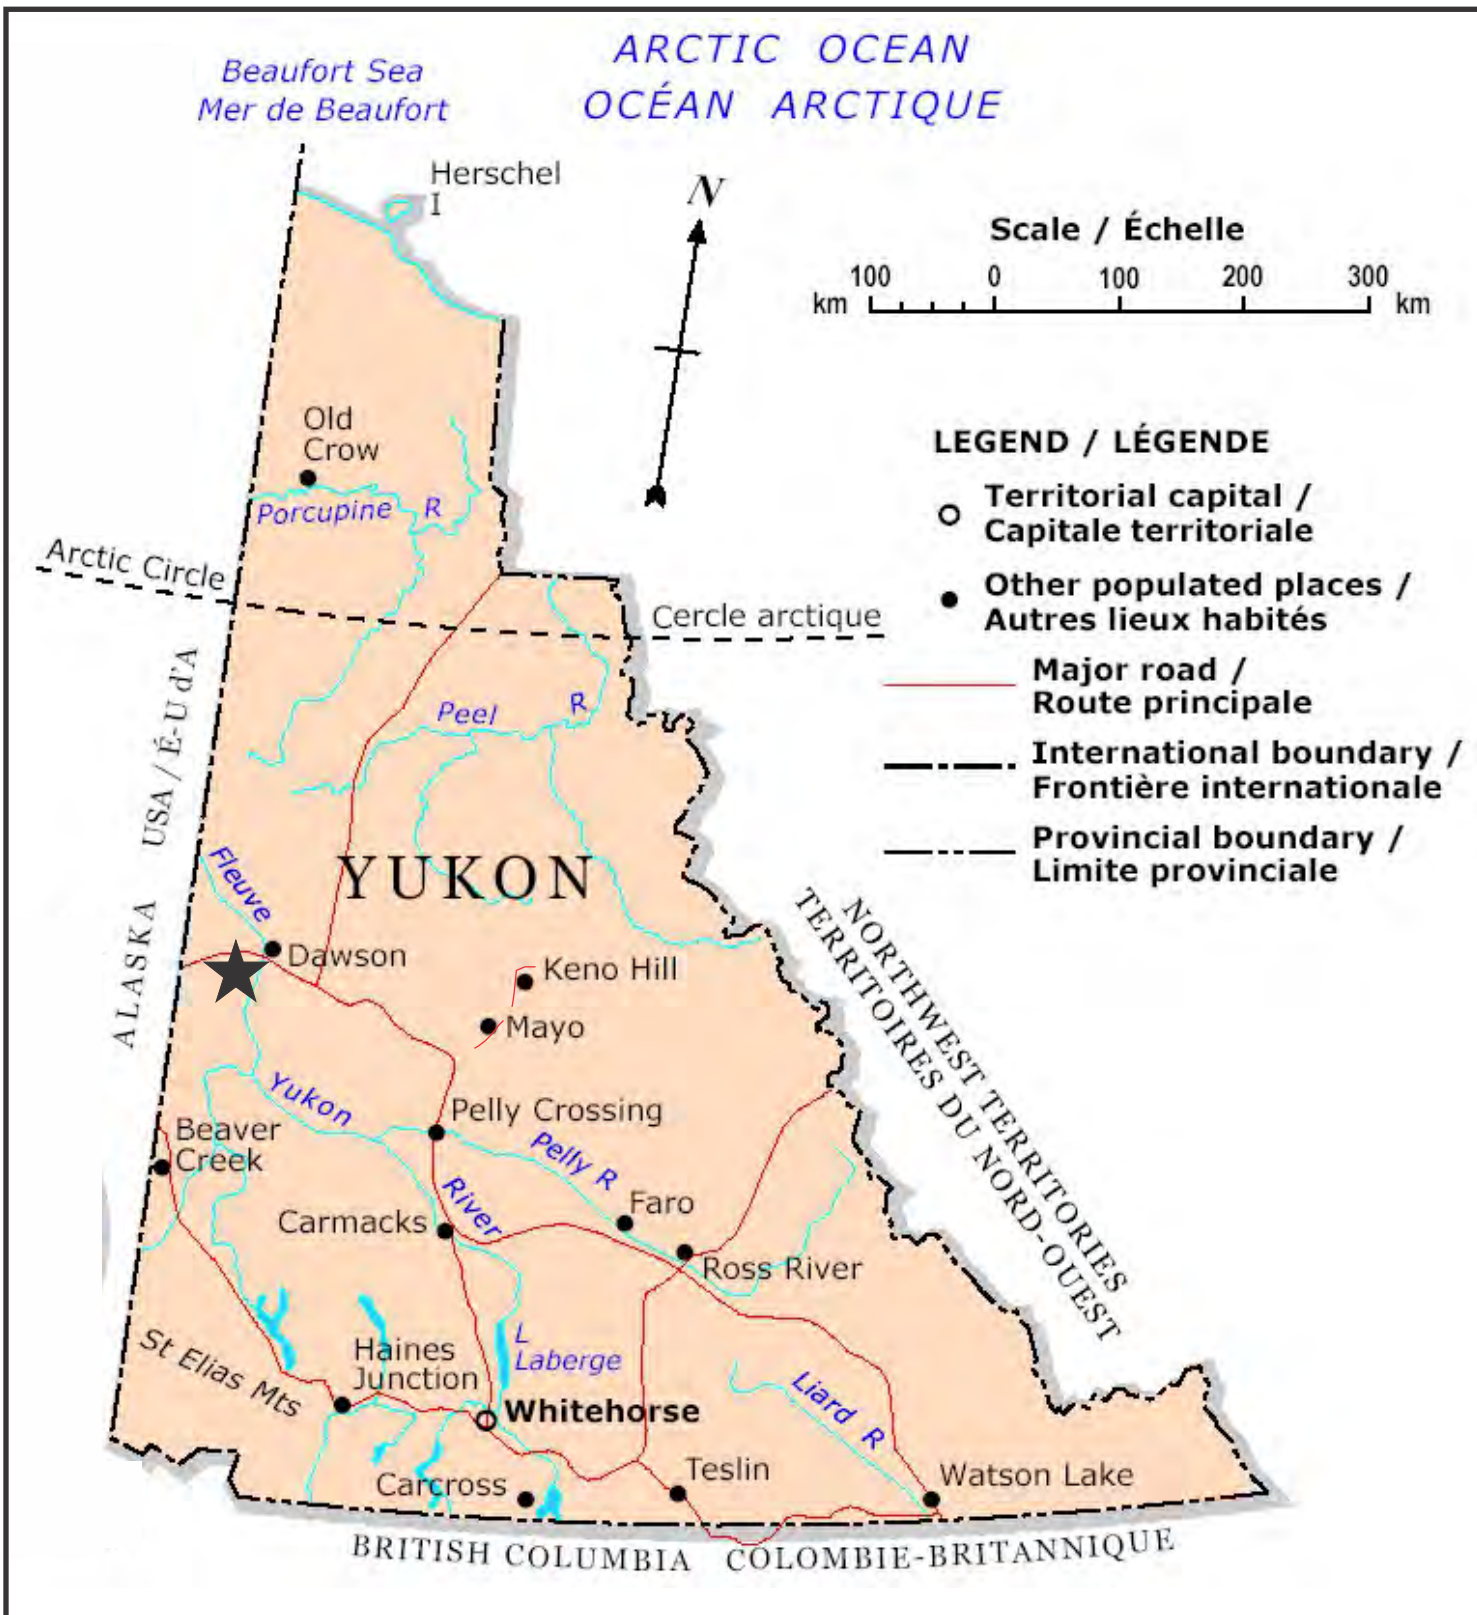 ARCTIC OCEAN
OCÉAN ARCTIQUE
Beaufort Sea
Mer de Beaufort
Herschel
I
N
Scale / Échelle
100 0 100 200 300
km km
Old
Crow
Porcupine R
LEGEND / LÉGENDE
Territorial capital /
Capitale territoriale
Other populated places /
Autres lieux habités
Major road /
Route principale
International boundary /
Frontière internationale
Provincial boundary /
Limite provinciale
Arctic Circle
Cercle arctique
ALASKA USA / É-U d'A
Peel R
YUKON
Fleuve
Dawson
Keno Hill
Mayo
NORTHWEST TERRITORIES
TERRITOIRES DU NORD-OUEST
Yukon
River
Pelly Crossing
Pelly R
Beaver
Creek
Carmacks
Faro
Ross River
St Elias Mts
Haines
Junction
L
Laberge
Whitehorse
Liard R
Carcross
Teslin
Watson Lake
BRITISH COLUMBIA COLOMBIE-BRITANNIQUE